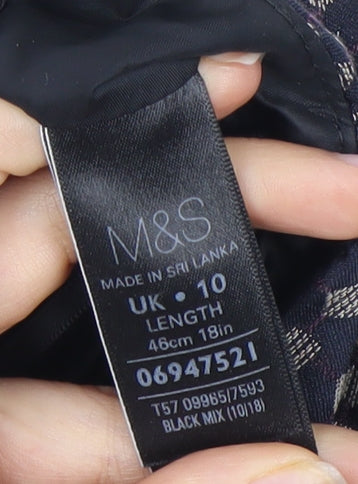 M&S
MADE IN SRI LANKA
UK • 10
LENGTH
46cm 18in
06947521
T57 09965/7593
BLACK MIX (10/18)